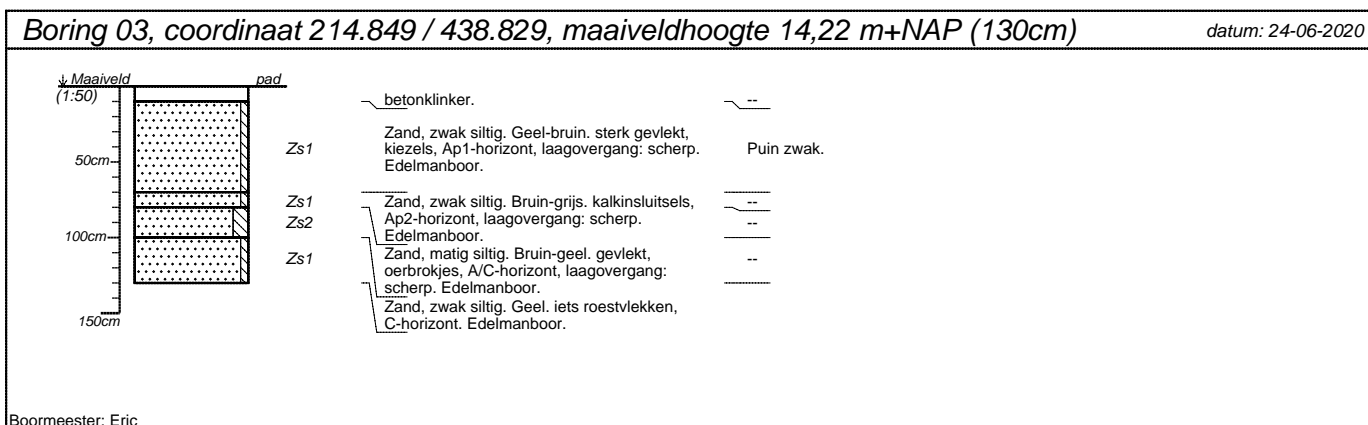 Boring 03, coordinaat 214.849 / 438.829, maaiveldhoogte 14,22 m+NAP (130cm)
datum: 24-06-2020
Maaiveld
pad
(1:50)
betonklinker.
--
Zand, zwak siltig. Geel-bruin. sterk gevlekt,
Zs1
kiezels, Ap1-horizont, laagovergang: scherp.
Puin zwak.
50cm
Edelmanboor.
Zs1
Zand, zwak siltig. Bruin-grijs. kalkinsluitsels,
--
Zs2
Ap2-horizont, laagovergang: scherp.
--
100cm
Edelmanboor.
Zs1
Zand, matig siltig. Bruin-geel. gevlekt,
--
oerbrokjes, A/C-horizont, laagovergang:
scherp. Edelmanboor.
Zand, zwak siltig. Geel. iets roestvlekken,
150cm
C-horizont. Edelmanboor.
Boormeester: Eric